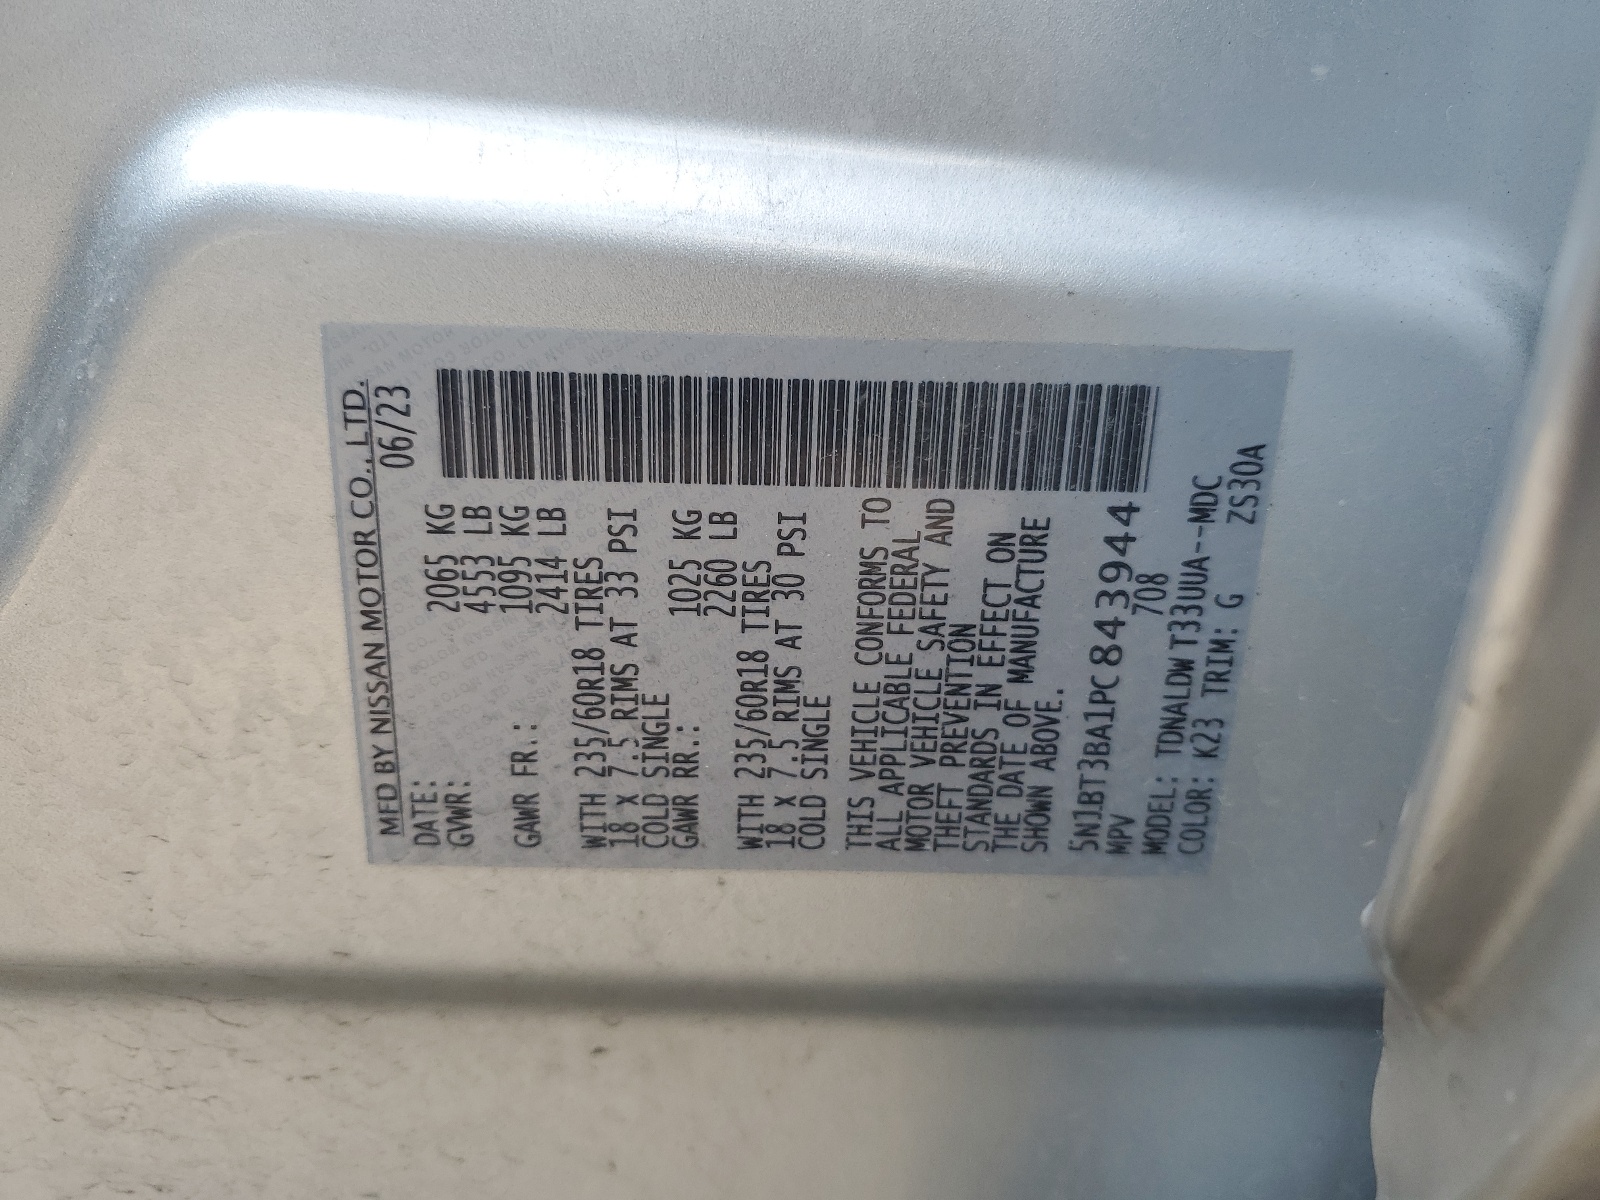 MFD BY NISSAN MOTOR CO., LTD.
DATE: 06/23
GVWR: 2065 KG
4553 LB
GAWR FR.: 1095 KG
2414 LB
WITH 235/60R18 TIRES
18 X 7.5 RIMS AT 33 PSI
COLD SINGLE
GAWR RR.: 1025 KG
2260 LB
WITH 235/60R18 TIRES
18 X 7.5 RIMS AT 30 PSI
COLD SINGLE
THIS VEHICLE CONFORMS TO
ALL APPLICABLE FEDERAL
MOTOR VEHICLE SAFETY AND
THEFT PREVENTION
STANDARDS IN EFFECT ON
THE DATE OF MANUFACTURE
SHOWN ABOVE.
5N1BT3BA1PC843944
MPV 708
MODEL: TDNALDWT33UUA--MDC
COLOR: K23 TRIM: G ZS30A